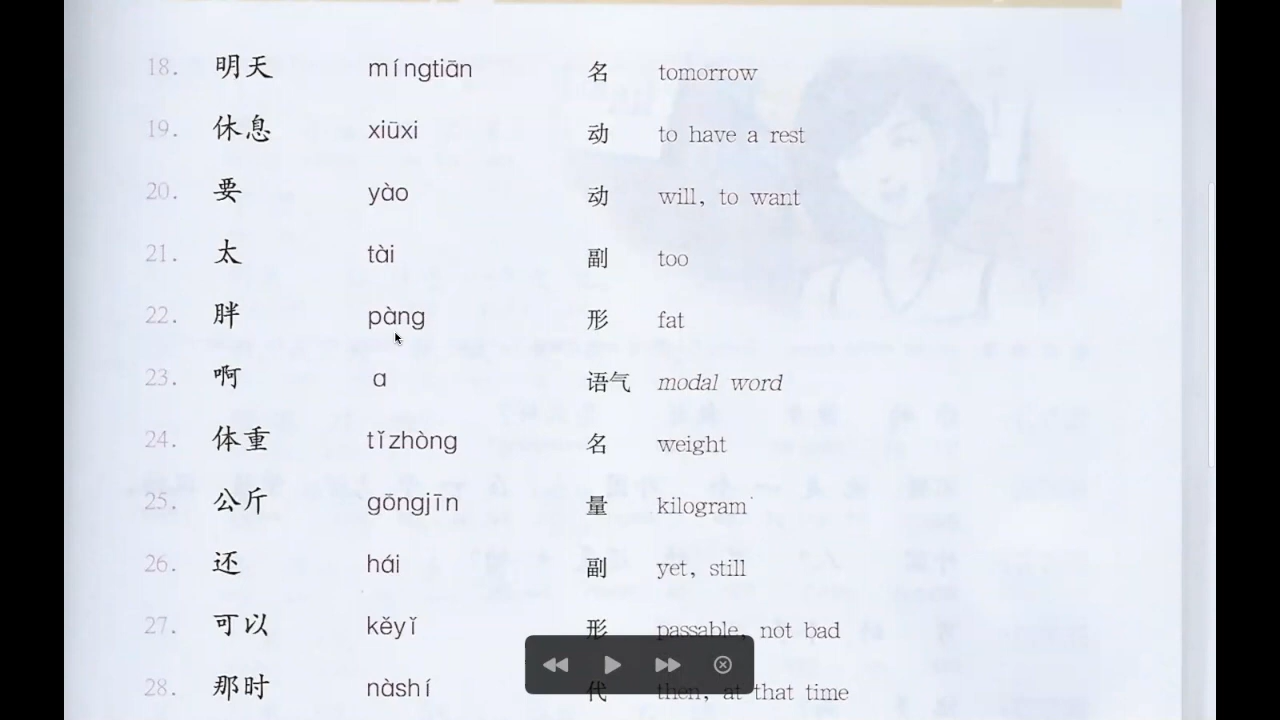 18. 明天 míngtiān 名 tomorrow
19. 休息 xiūxi 动 to have a rest
20. 要 yào 动 will, to want
21. 太 tài 副 too
22. 胖 pàng 形 fat
23. 啊 a 语气 modal word
24. 体重 tǐzhòng 名 weight
25. 公斤 gōngjīn 量 kilogram
26. 还 hái 副 yet, still
27. 可以 kěyǐ 形 passable, not bad
28. 那时 nàshí 代 then, at that time